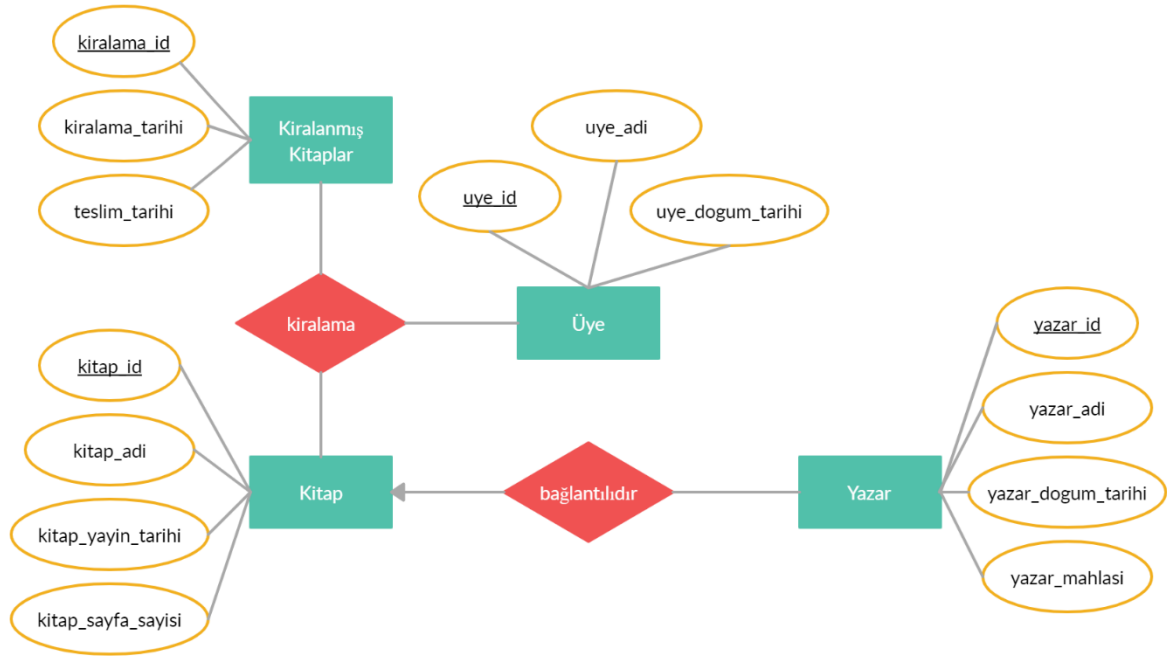 kiralama_id
kiralama_tarihi
teslim_tarihi
Kiralanmış
Kitaplar
uye_adi
uye_id
uye_dogum_tarihi
kiralama
Üye
kitap_id
kitap_adi
kitap_yayin_tarihi
kitap_sayfa_sayisi
Kitap
bağlantılıdır
Yazar
yazar_id
yazar_adi
yazar_dogum_tarihi
yazar_mahlasi